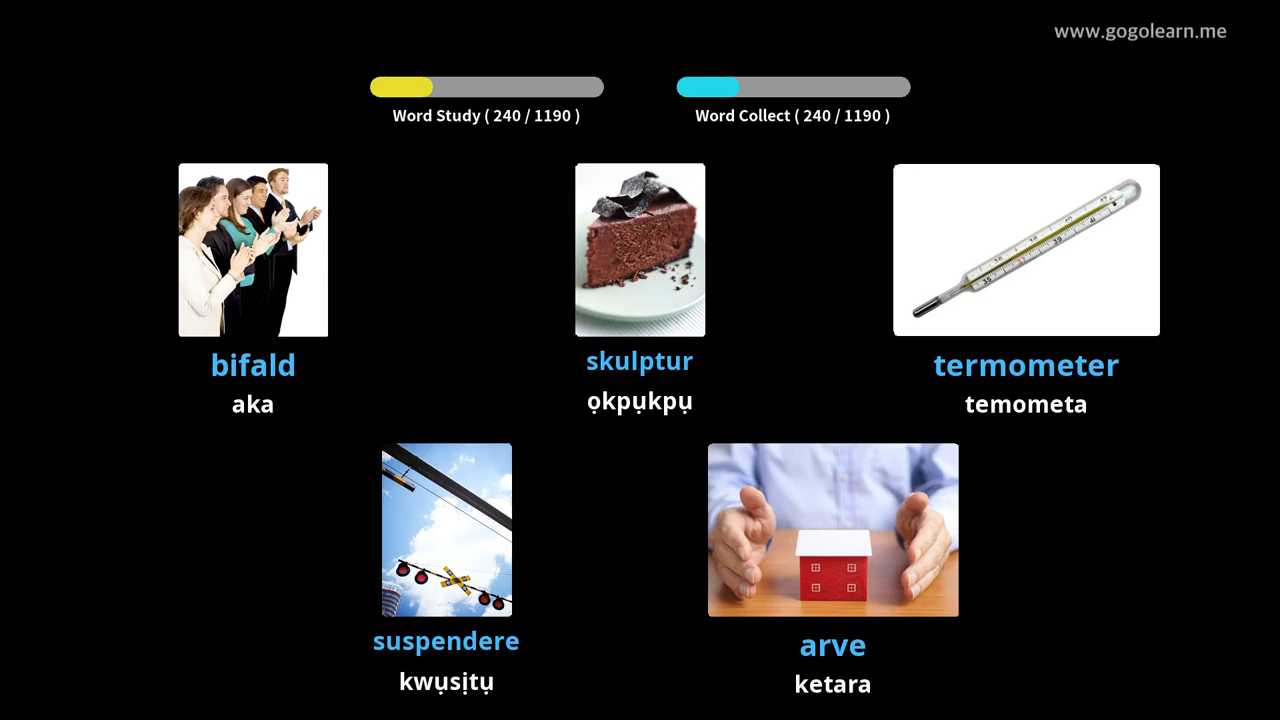 www.gogolearn.me
Word Study ( 240 / 1190 )
Word Collect ( 240 / 1190 )
bifald
aka
skulptur
ọkpụkpụ
termometer
temometa
suspendere
kwụsịtụ
arve
ketara